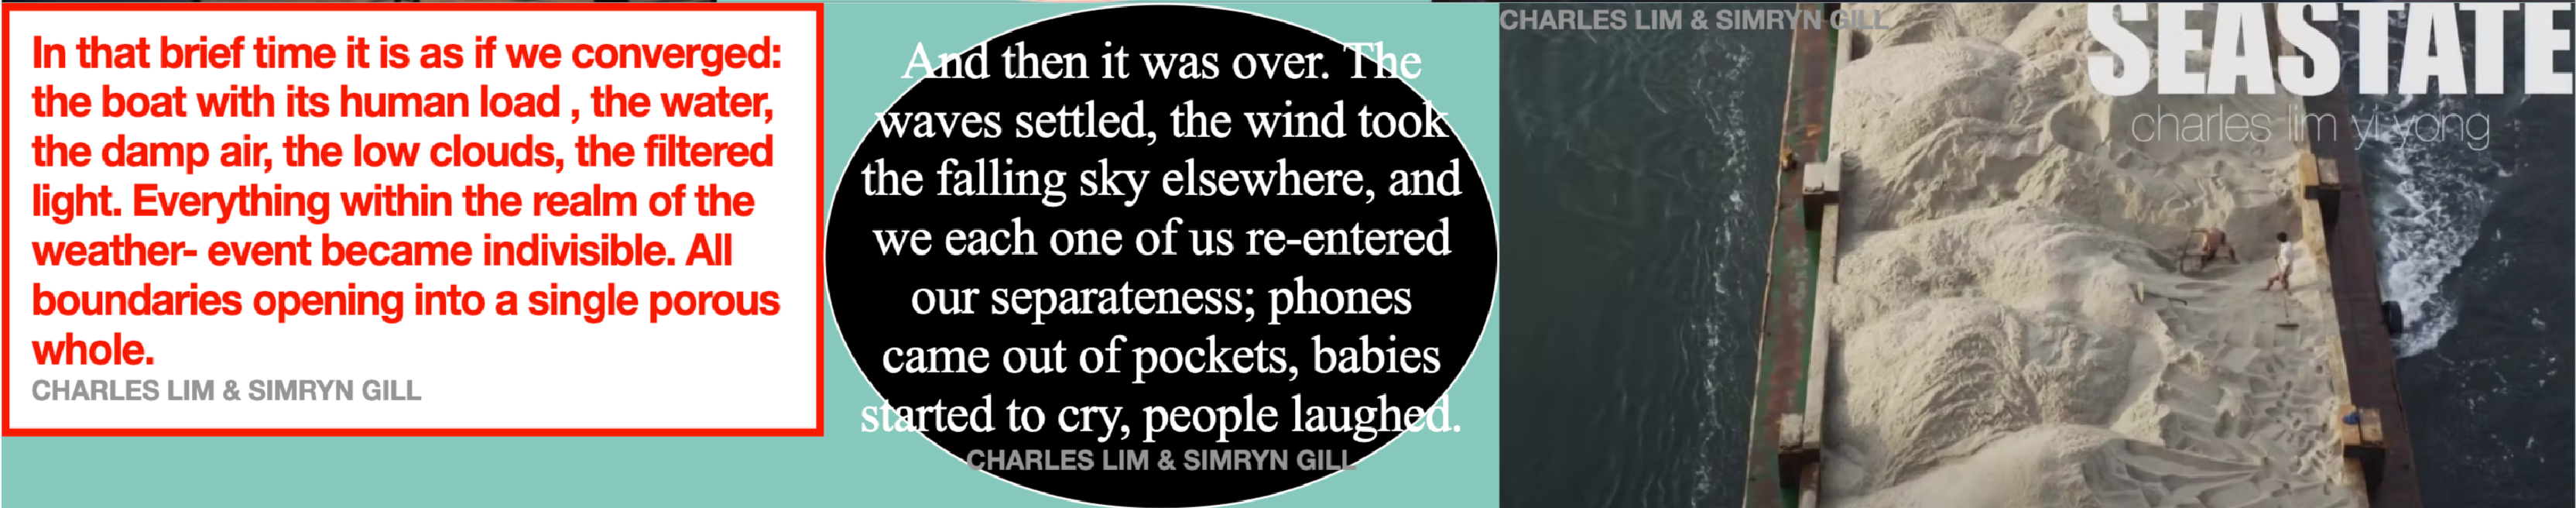 In that brief time it is as if we converged:
the boat with its human load , the water,
the damp air, the low clouds, the filtered
light. Everything within the realm of the
weather- event became indivisible. All
boundaries opening into a single porous
whole.
CHARLES LIM & SIMRYN GILL
And then it was over. The
waves settled, the wind took
the falling sky elsewhere, and
we each one of us re-entered
our separateness; phones
came out of pockets, babies
started to cry, people laughed.
CHARLES LIM & SIMRYN GILL
CHARLES LIM & SIMRYN GILL
SEASTATE
charles lim yi yong